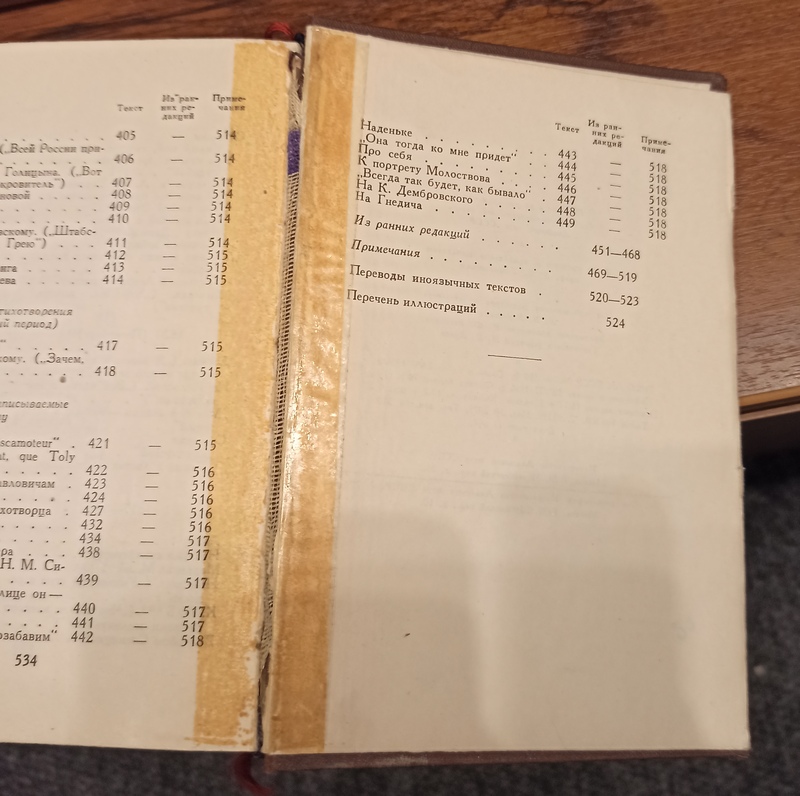 Текст Из ран- Приме-
них ре- чания
дакций
. . . . . . 405 — 514
(„Всей России при-
. . . . . . 406 — 514
Голицына. („Вот
кровитель“) . . 407 — 514
новой . . . . . 408 — 514
. . . . . . 409 — 514
. . . . . . 410 — 514
вскому. („Штабс-
Грею“) . . . 411 — 514
. . . . . . 412 — 515
нга . . . . . 413 — 515
ева . . . . . 414 — 515
тихотворения
ий период)
“ . . . . . 417 — 515
кому. („Зачем,
. . . . . . 418 — 515
писываемые
ну
scamoteur“ . 421 — 515
nt, que Toly
. . . . . . 422 — 516
авловичам . 423 — 516
. . . . . . 424 — 516
хотворца . 427 — 516
. . . . . . 432 — 516
. . . . . . 434 — 517
ра . . . 438 — 517
Н. М. Си-
. . . . . 439 — 517
лице он —
. . . . . 440 — 517
. . . . . 441 — 517
озабавим“ 442 — 518
534
Текст Из ран- Приме-
них ре- чания
дакций
Наденьке . . . . . . 443 — 518
„Она тогда ко мне придет“ . . 444 — 518
Про себя . . . . . . 445 — 518
К портрету Молоствова . . . 446 — 518
„Всегда так будет, как бывало“ . 447 — 518
На К. Дембровского . . . . 448 — 518
На Гнедича . . . . . . 449 — 518
Из ранних редакций . . . . . 451—468
Примечания . . . . . . . . 469—519
Переводы иноязычных текстов . 520—523
Перечень иллюстраций . . . . . 524